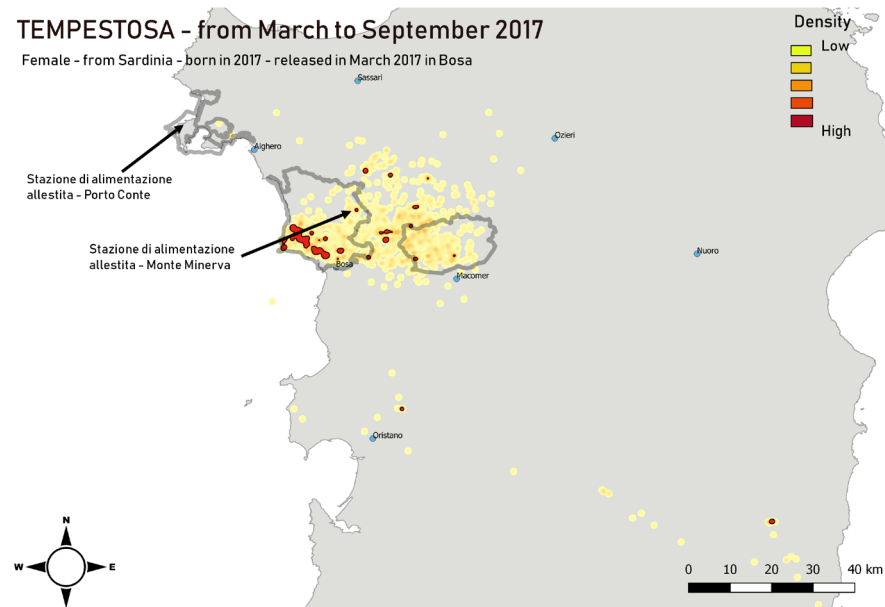 TEMPESTOSA - from March to September 2017
Female - from Sardinia - born in 2017 - released in March 2017 in Bosa
Density
Low
High
Sassari
Ozieri
Alghero
Stazione di alimentazione
allestita - Porto Conte
Stazione di alimentazione
allestita - Monte Minerva
Nuoro
Bosa
Macomer
Oristano
N
W
E
S
0 10 20 30 40 km